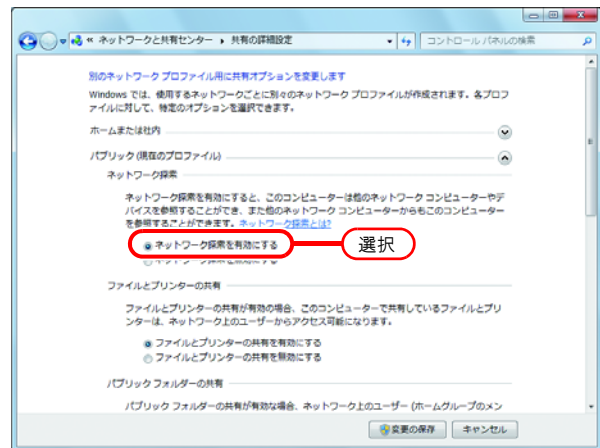 « ネットワークと共有センター ▸ 共有の詳細設定
コントロール パネルの検索
別のネットワーク プロファイル用に共有オプションを変更します
Windows では、使用するネットワークごとに別々のネットワーク プロファイルが作成されます。各プロフ
ァイルに対して、特定のオプションを選択できます。
ホームまたは社内
パブリック (現在のプロファイル)
ネットワーク探索
ネットワーク探索を有効にすると、このコンピューターは他のネットワーク コンピューターやデ
バイスを参照することができ、また他のネットワーク コンピューターからもこのコンピューター
を参照することができます。ネットワーク探索とは?
ネットワーク探索を有効にする
選択
ネットワーク探索を無効にする
ファイルとプリンターの共有
ファイルとプリンターの共有が有効の場合、このコンピューターで共有しているファイルとプリ
ンターは、ネットワーク上のユーザーからアクセス可能になります。
ファイルとプリンターの共有を有効にする
ファイルとプリンターの共有を無効にする
パブリック フォルダーの共有
パブリック フォルダーの共有が有効な場合、ネットワーク上のユーザー (ホームグループのメン
変更の保存
キャンセル